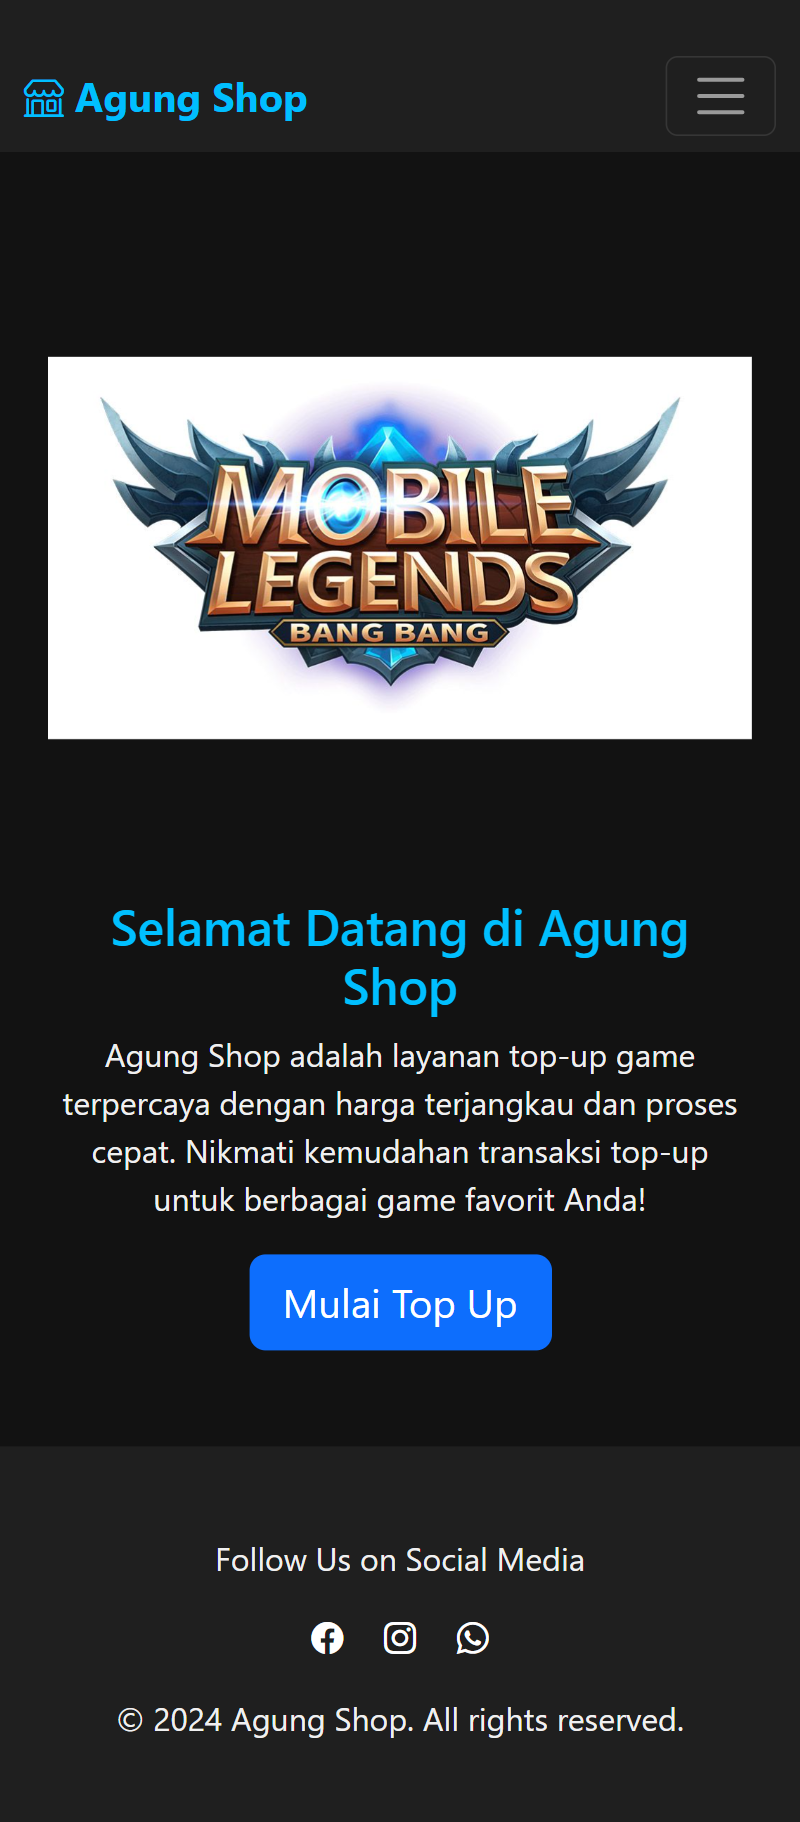 Agung Shop
MOBILE
LEGENDS
BANG BANG
Selamat Datang di Agung
Shop
Agung Shop adalah layanan top-up game
terpercaya dengan harga terjangkau dan proses
cepat. Nikmati kemudahan transaksi top-up
untuk berbagai game favorit Anda!
Mulai Top Up
Follow Us on Social Media
© 2024 Agung Shop. All rights reserved.